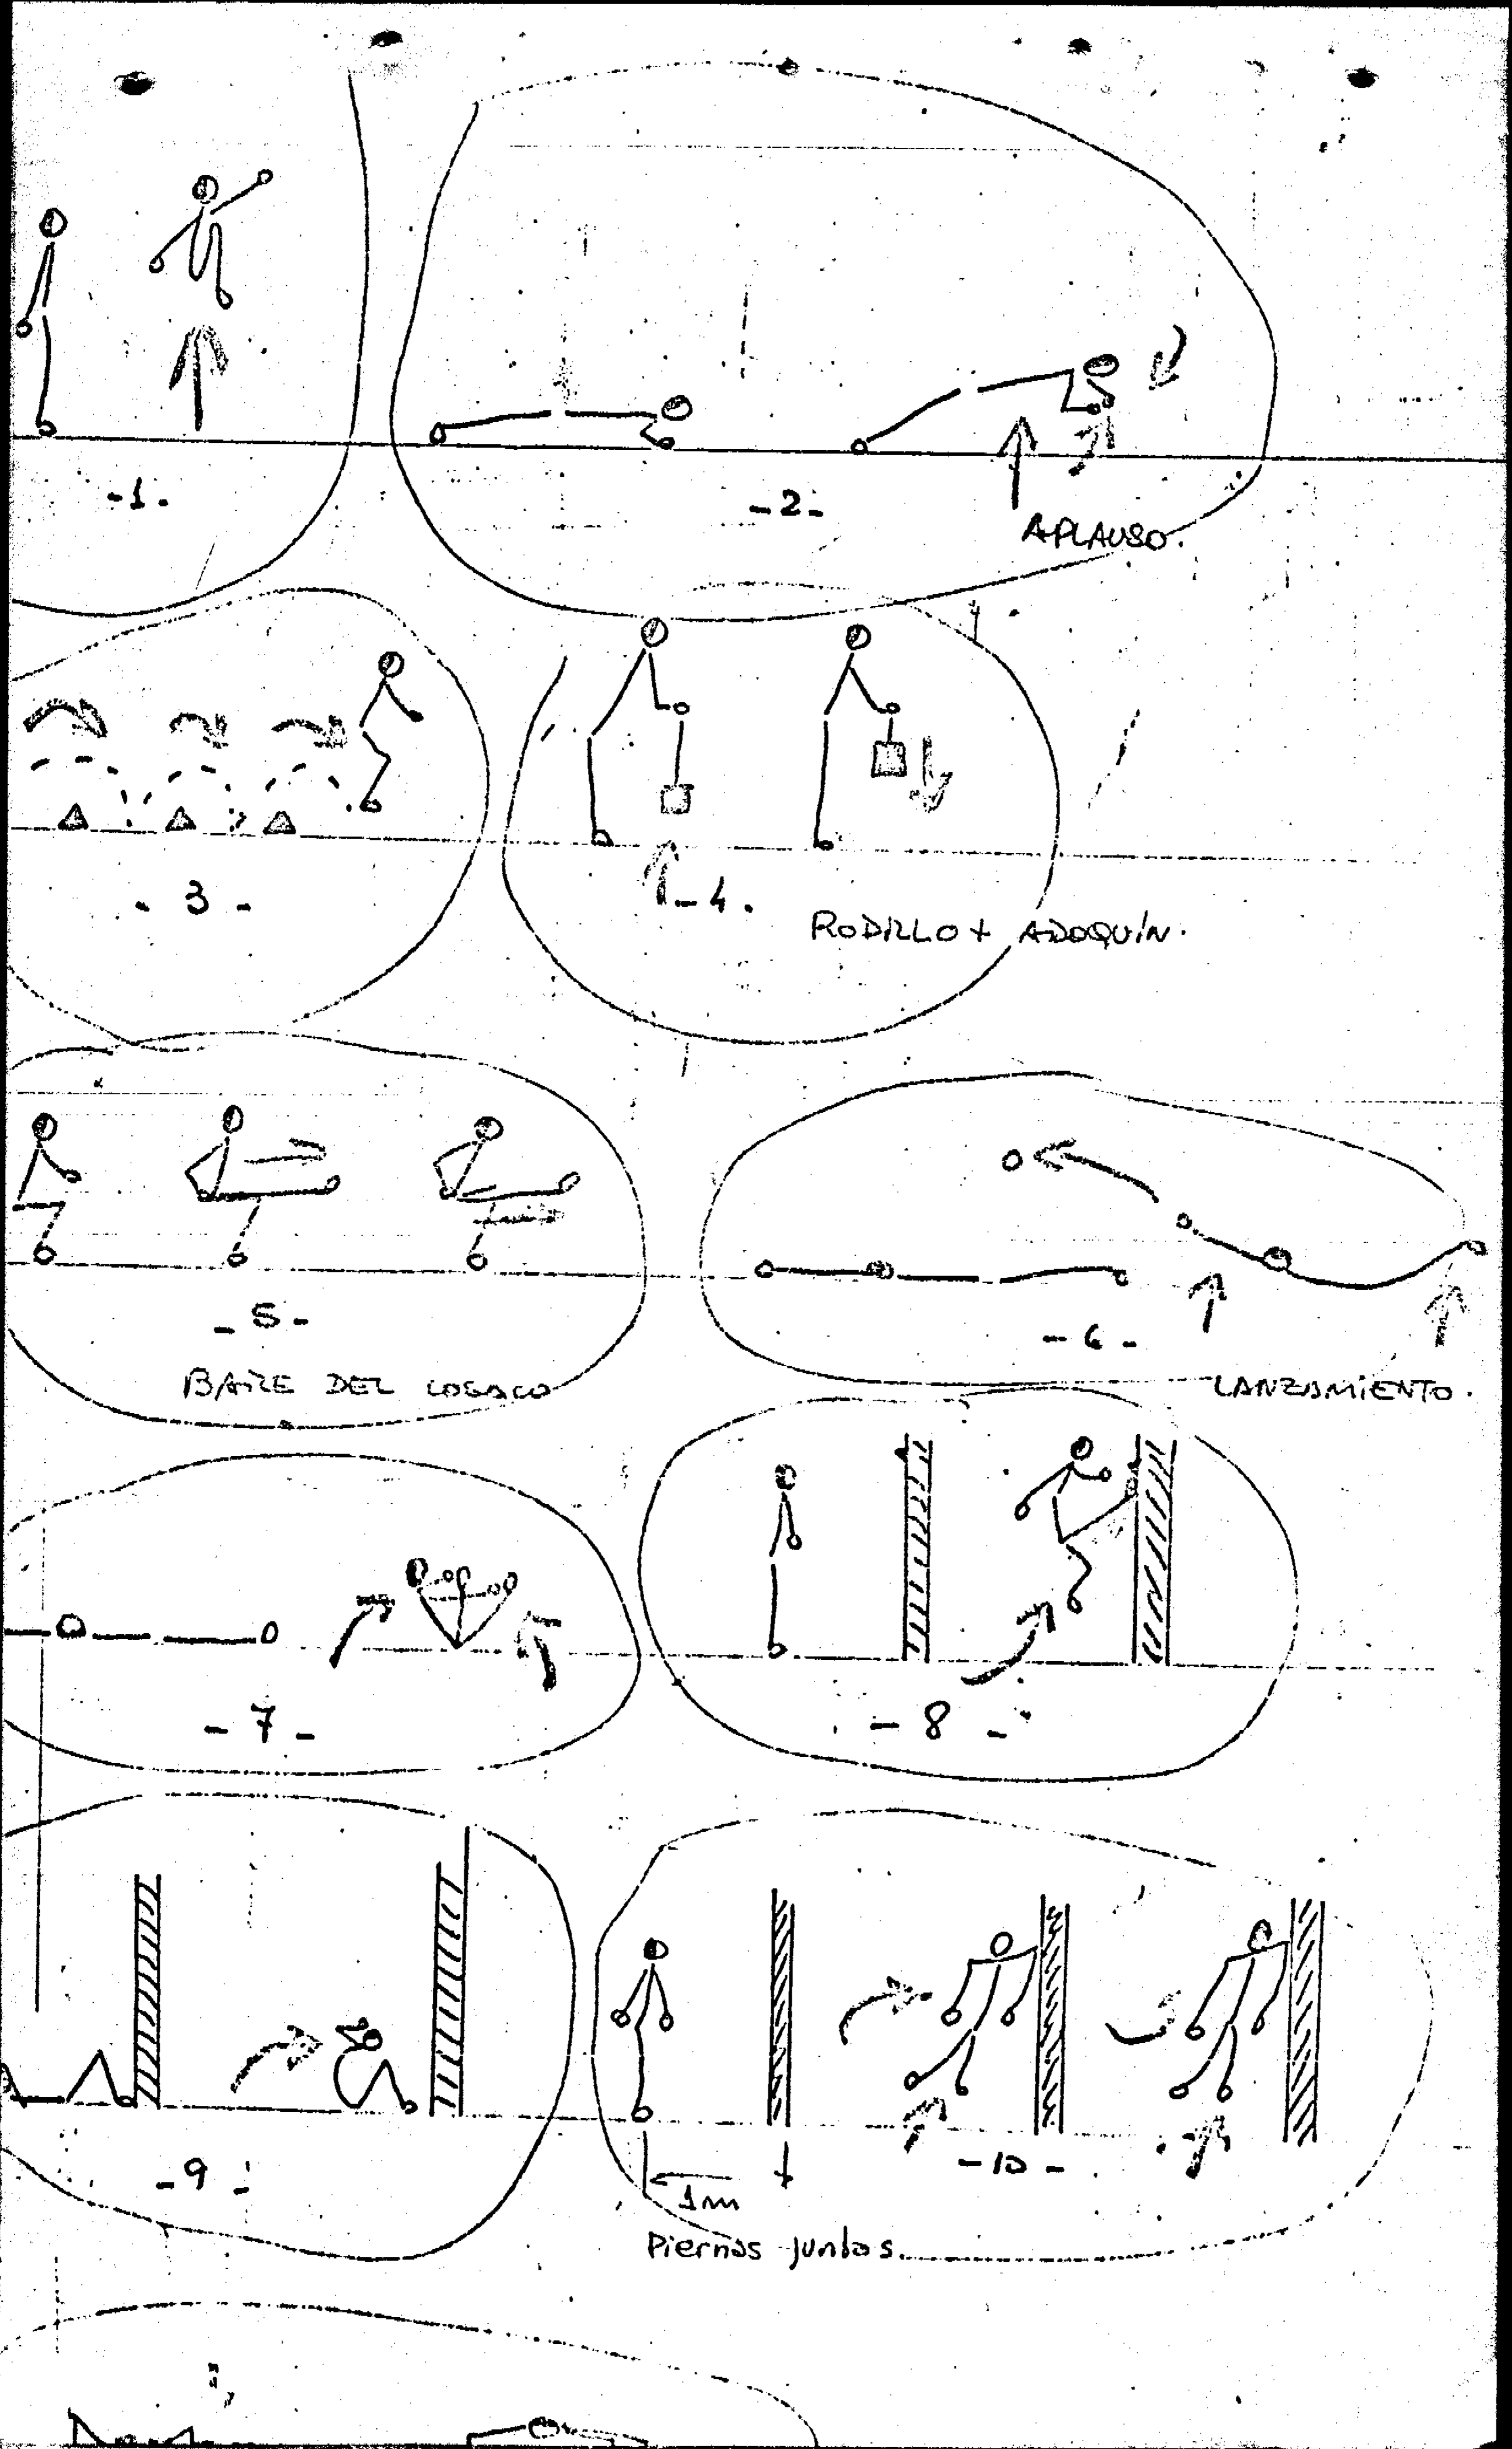 -1.
-2-
APLAUSO.
- 3 -
-4.
RODILLO + ADOQUÍN.
- 5 -
BAILE DEL COSACO
- 6 -
LANZAMIENTO.
- 7 -
- 8 -
-9-
-10-
1m
Piernas juntas.